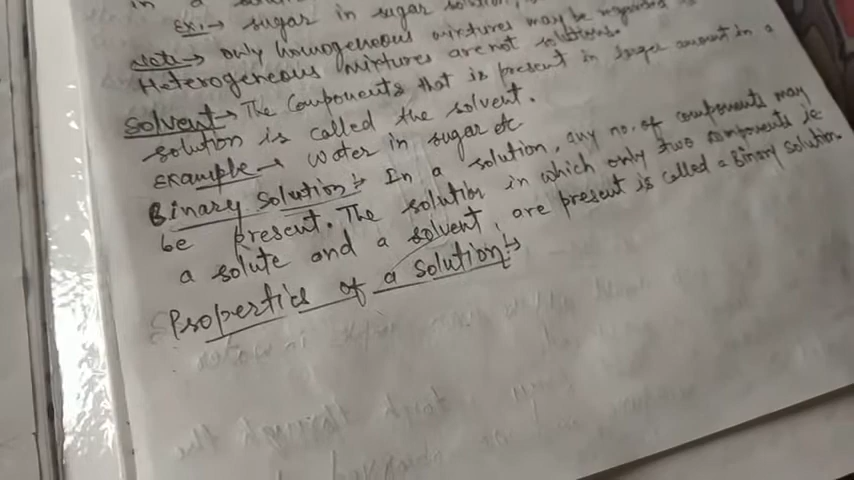 in a
Ex:→ sugar in sugar
Note→ only homogeneous mixtures may be regarded
Heterogeneous mixtures are not solutions.
Solvent→ The components that is present in larger amount in a
solution is called the solvent.
Example→ Water in sugar etc
Binary solution:→ In a solution, any no. of components may
be present. The solution in which only two components ie
a solute and a solvent, are present is called a Binary solution.
Properties of a solution:→